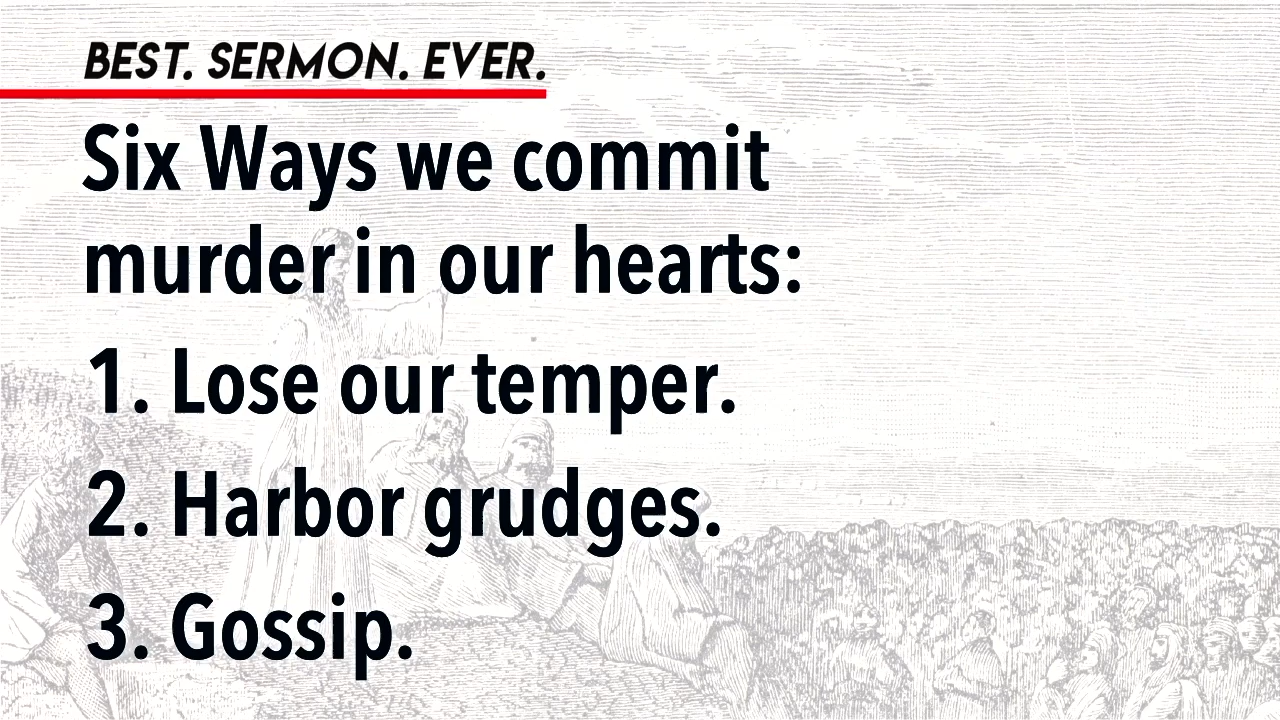 BEST. SERMON. EVER.
Six Ways we commit
murder in our hearts:
1. Lose our temper.
2. Harbor grudges.
3. Gossip.